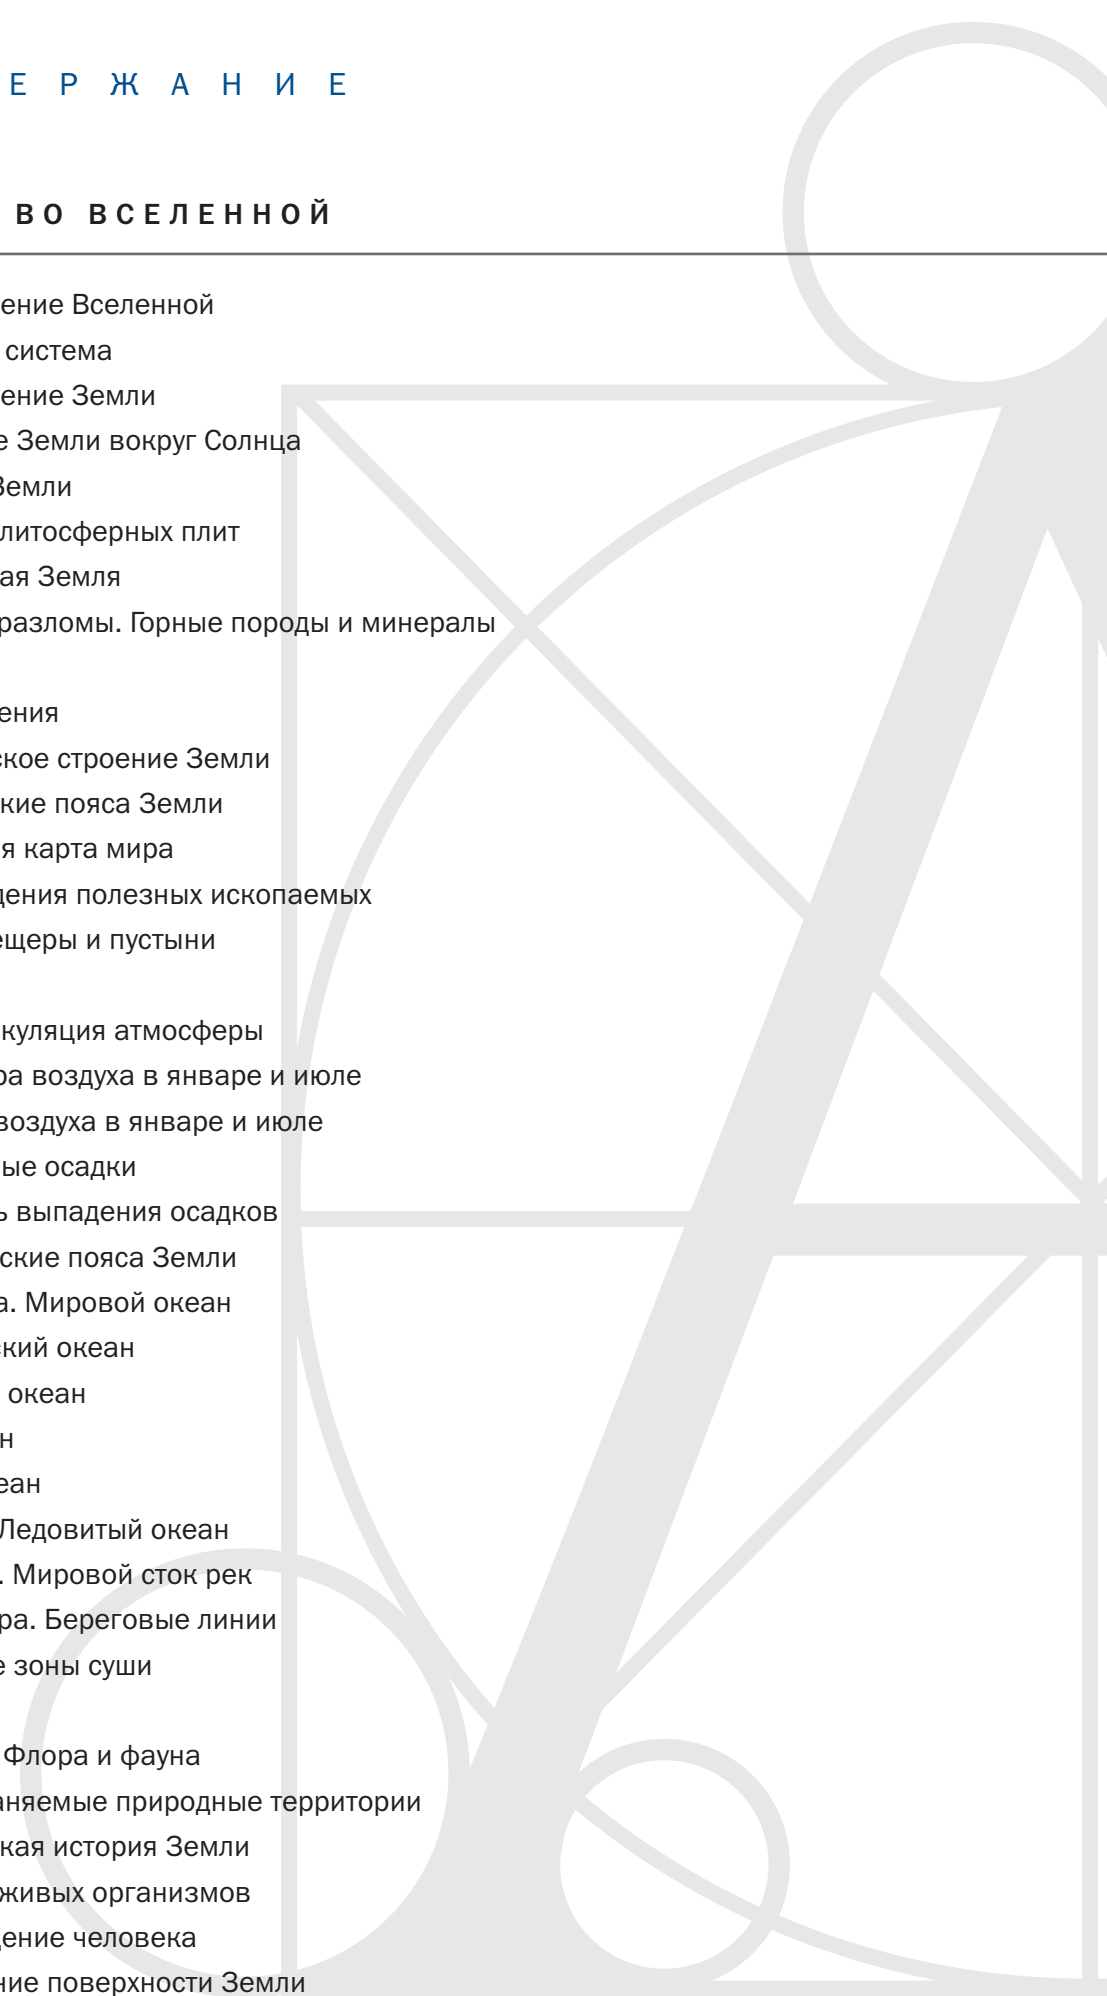 ЕРЖАНИЕ
ВО ВСЕЛЕННОЙ
ение Вселенной
система
ение Земли
е Земли вокруг Солнца
Земли
литосферных плит
ая Земля
разломы. Горные породы и минералы
ения
ское строение Земли
кие пояса Земли
я карта мира
дения полезных ископаемых
ещеры и пустыни
куляция атмосферы
ра воздуха в январе и июле
воздуха в январе и июле
ые осадки
ь выпадения осадков
ские пояса Земли
а. Мировой океан
ский океан
океан
н
еан
Ледовитый океан
. Мировой сток рек
ра. Береговые линии
е зоны суши
Флора и фауна
аняемые природные территории
кая история Земли
живых организмов
дение человека
ние поверхности Земли